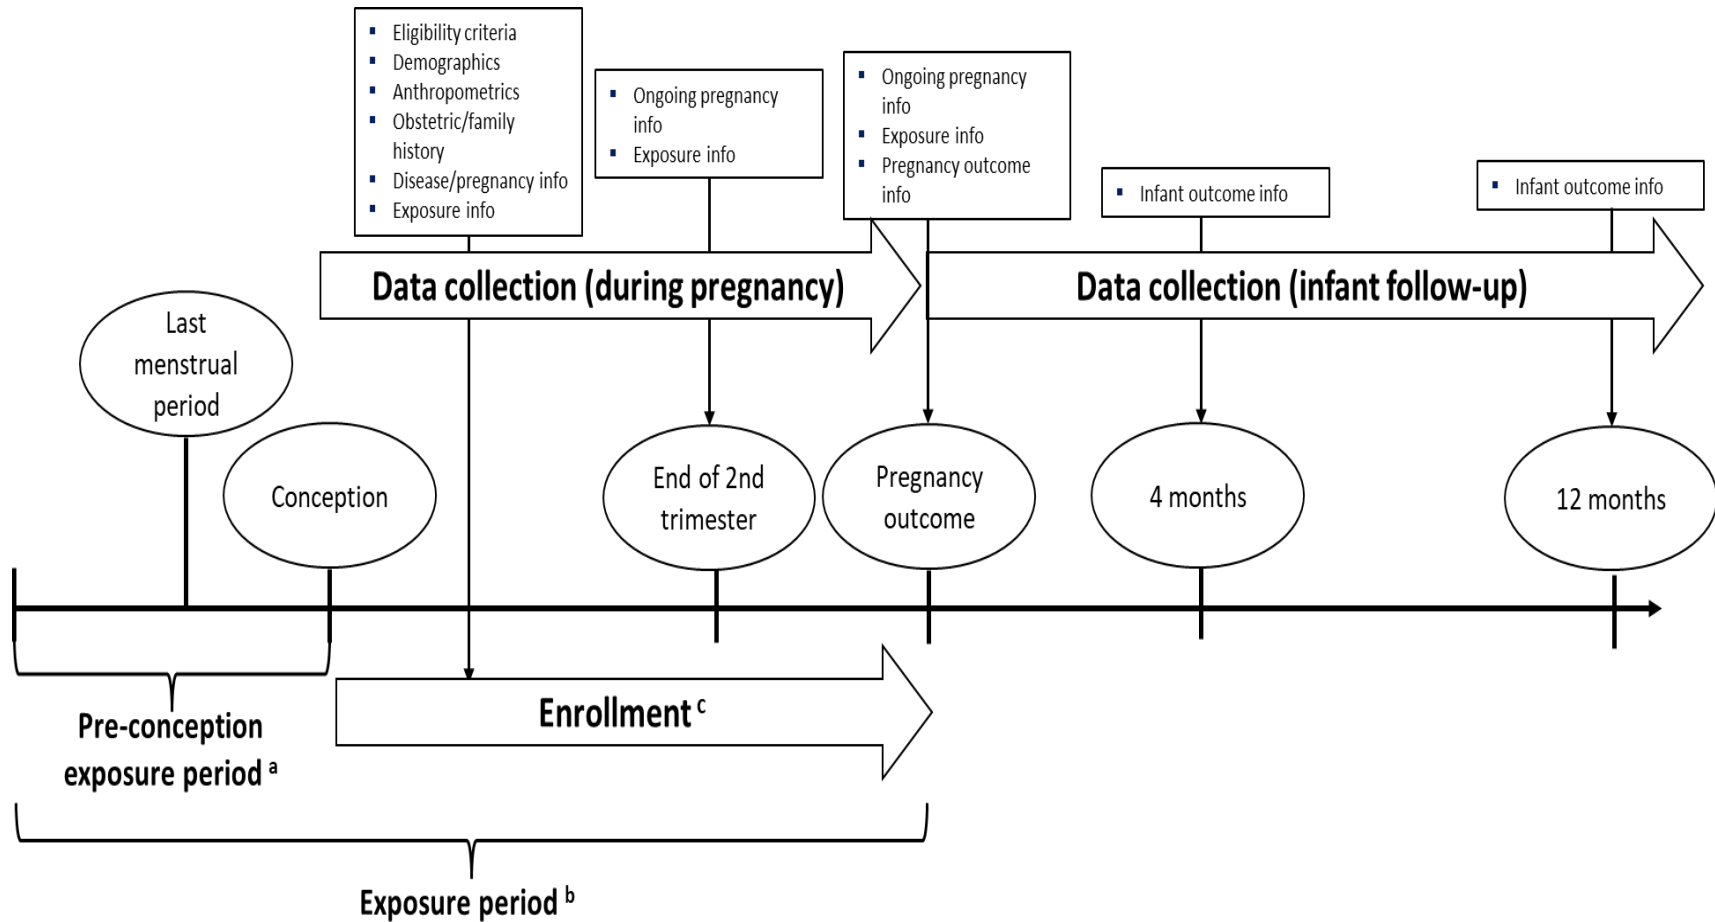 Eligibility criteria
Demographics
Anthropometrics
Obstetric/family
history
Disease/pregnancy info
Exposure info
Ongoing pregnancy
info
Exposure info
Ongoing pregnancy
info
Exposure info
Pregnancy outcome
info
Infant outcome info
Infant outcome info
Data collection (during pregnancy)
Data collection (infant follow-up)
Last
menstrual
period
Conception
End of 2nd
trimester
Pregnancy
outcome
4 months
12 months
Pre-conception
exposure period a
Enrollment c
Exposure period b